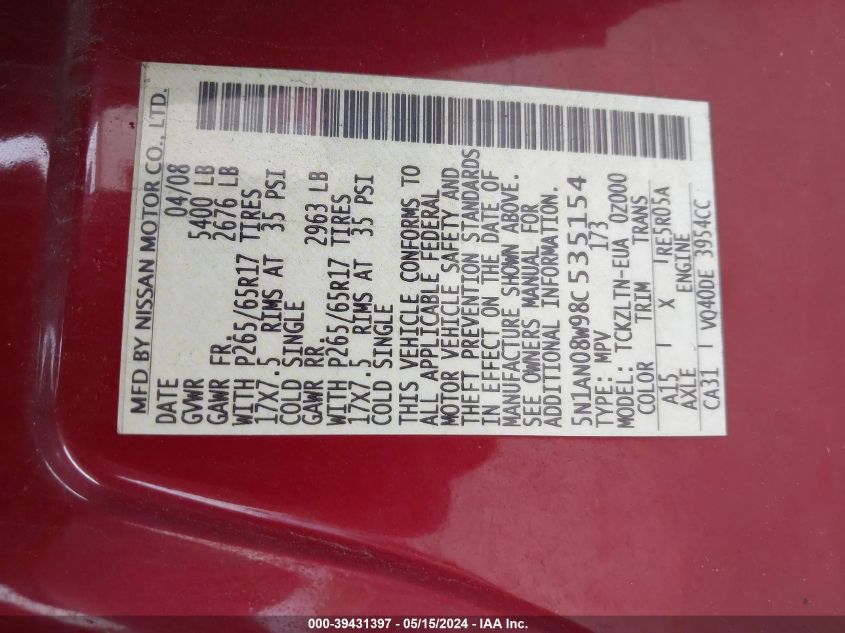 MFD BY NISSAN MOTOR CO., LTD.
DATE 04/08
GVWR 5400 LB
GAWR FR. 2676 LB
WITH P265/65R17 TIRES
17X7.5 RIMS AT 35 PSI
COLD SINGLE
GAWR RR. 2963 LB
WITH P265/65R17 TIRES
17X7.5 RIMS AT 35 PSI
COLD SINGLE
THIS VEHICLE CONFORMS TO
ALL APPLICABLE FEDERAL
MOTOR VEHICLE SAFETY AND
THEFT PREVENTION STANDARDS
IN EFFECT ON THE DATE OF
MANUFACTURE SHOWN ABOVE.
SEE OWNERS MANUAL FOR
ADDITIONAL INFORMATION.
5N1AN08W98C535154
TYPE: MPV 173
MODEL: TCKZLTN-EUA 0Z000
COLOR TRIM TRANS
A15 X RE5R05A
AXLE ENGINE
CA31 VQ40DE 3954CC
000-39431397 - 05/15/2024 - IAA Inc.